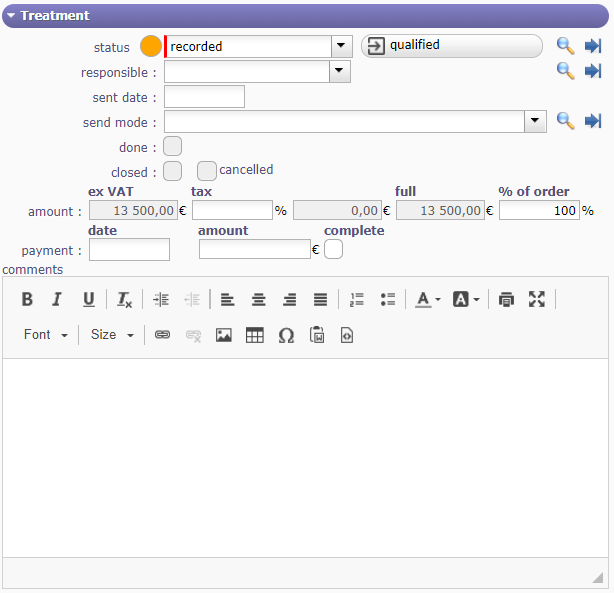 Treatment
status recorded qualified
responsible :
sent date :
send mode :
done :
closed : cancelled
ex VAT tax full % of order
amount : 13 500,00 € % 0,00 € 13 500,00 € 100 %
date amount complete
payment : €
comments
B I U Tx A A
Font Size Ω